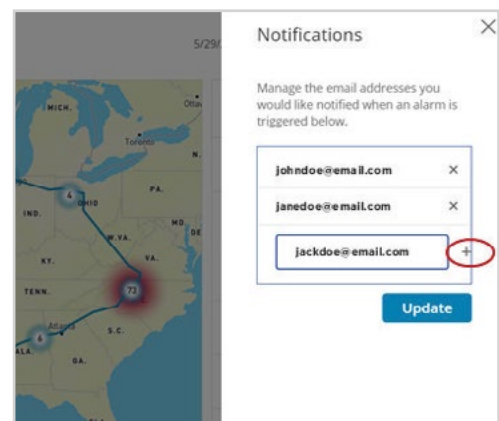 5/29/
Notifications
Manage the email addresses you
would like notified when an alarm is
triggered below.
johndoe@email.com
janedoe@email.com
jackdoe@email.com
Update
MICH.
Toronto
N.
4
OHIO
PA.
IND.
MD.
DE
W.VA.
KY.
VA.
TENN.
73
Atlanta
6
S.C.
ALA.
GA.